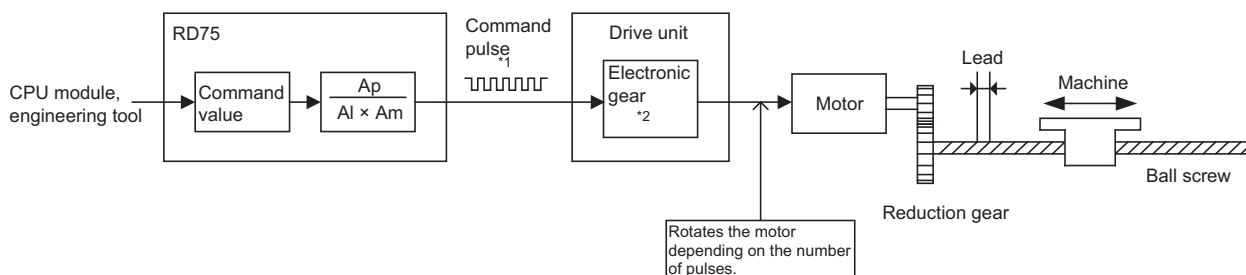 CPU module,
engineering tool
RD75
Command
value
Ap
Al × Am
Command
pulse
*1
Drive unit
Electronic
gear
*2
Rotates the motor
depending on the number
of pulses.
Motor
Reduction gear
Lead
Machine
Ball screw